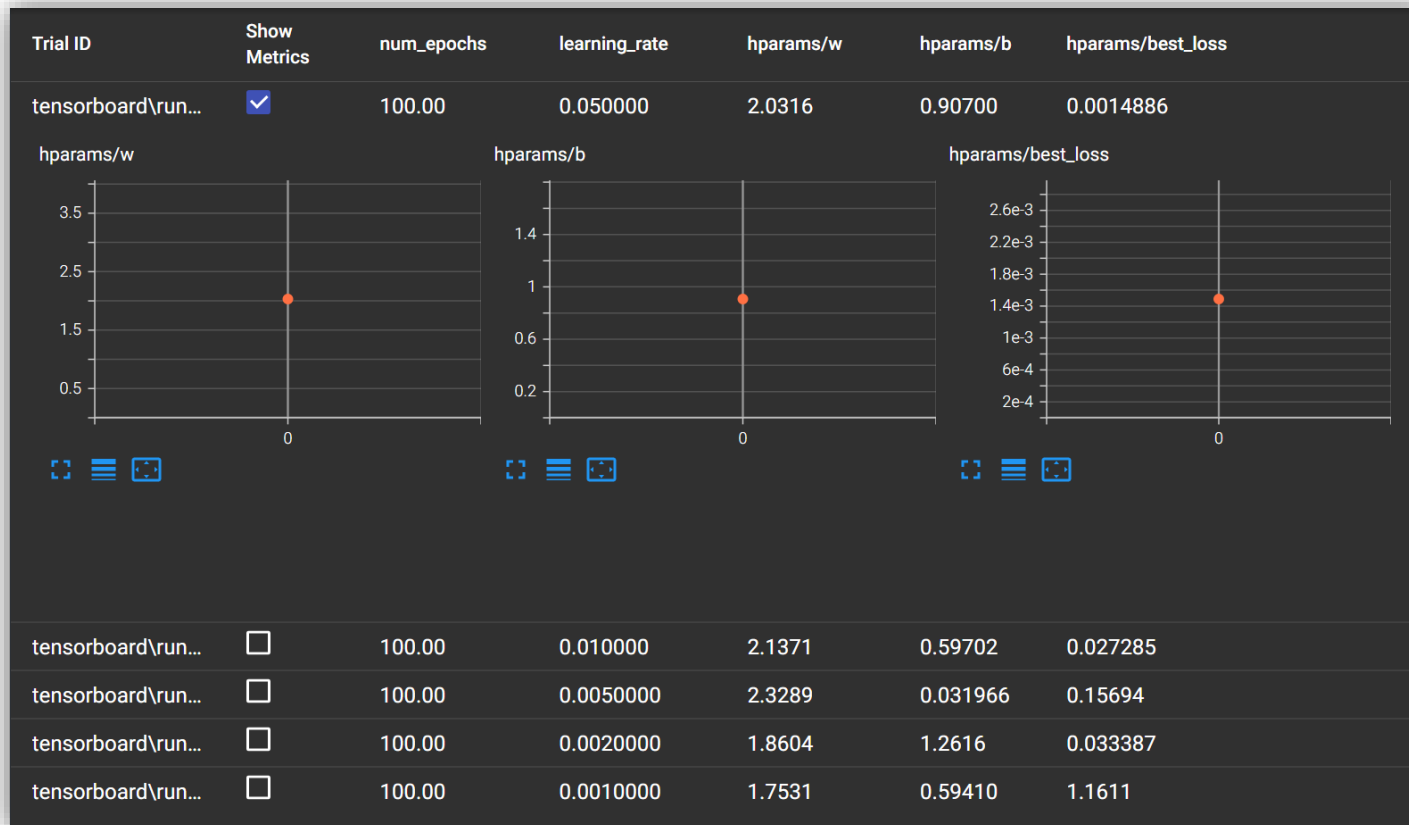 Trial ID Show Metrics num_epochs learning_rate hparams/w hparams/b hparams/best_loss
tensorboard\run... 100.00 0.050000 2.0316 0.90700 0.0014886
hparams/w hparams/b hparams/best_loss
3.5
2.5
1.5
0.5
0
1.4
1
0.6
0.2
0
2.6e-3
2.2e-3
1.8e-3
1.4e-3
1e-3
6e-4
2e-4
0
tensorboard\run... 100.00 0.010000 2.1371 0.59702 0.027285
tensorboard\run... 100.00 0.0050000 2.3289 0.031966 0.15694
tensorboard\run... 100.00 0.0020000 1.8604 1.2616 0.033387
tensorboard\run... 100.00 0.0010000 1.7531 0.59410 1.1611